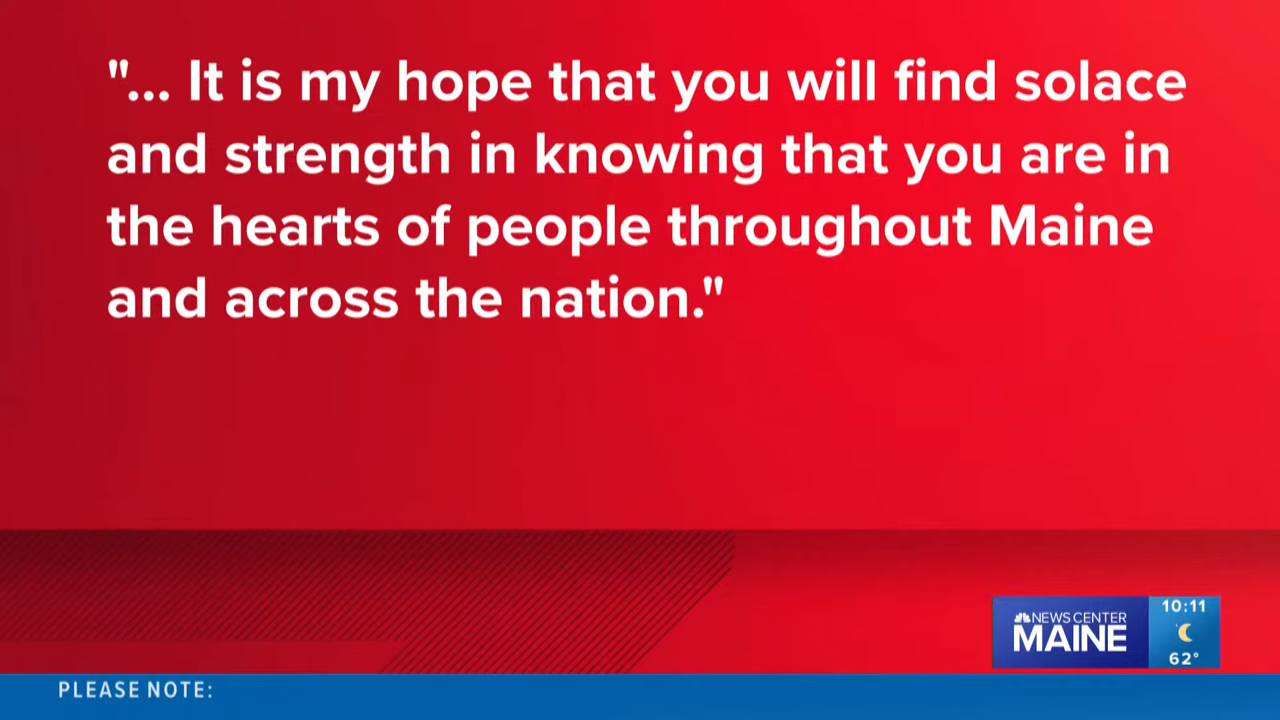 "... It is my hope that you will find solace
and strength in knowing that you are in
the hearts of people throughout Maine
and across the nation."
NEWS CENTER
MAINE
10:11
62°
PLEASE NOTE: